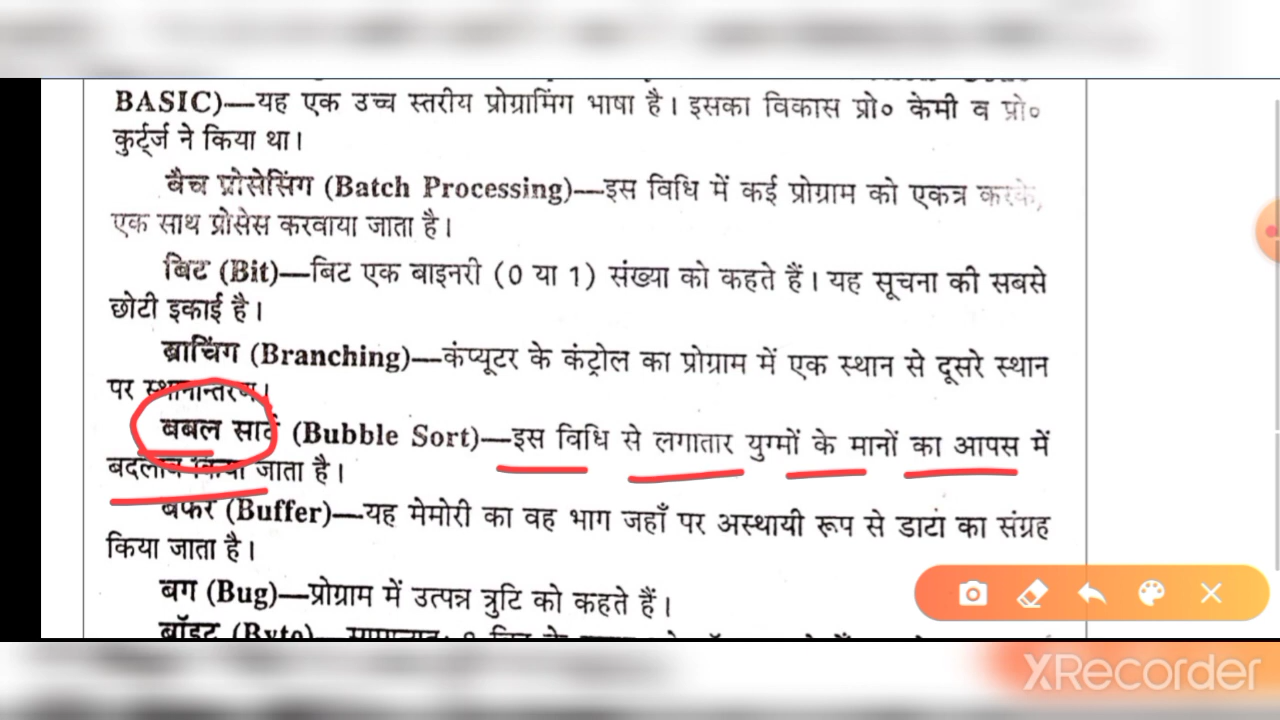 BASIC)—यह एक उच्च स्तरीय प्रोग्रामिंग भाषा है। इसका विकास प्रो० केमी व प्रो०
कुर्ट्ज ने किया था।
बैच प्रोसेसिंग (Batch Processing)—इस विधि में कई प्रोग्राम को एकत्र करके,
एक साथ प्रोसेस करवाया जाता है।
बिट (Bit)—बिट एक बाइनरी (0 या 1) संख्या को कहते हैं। यह सूचना की सबसे
छोटी इकाई है।
ब्राचिंग (Branching)—कंप्यूटर के कंट्रोल का प्रोग्राम में एक स्थान से दूसरे स्थान
पर स्थानान्तरण।
बबल सार्ट (Bubble Sort)—इस विधि से लगातार युग्मों के मानों का आपस में
बदलाव किया जाता है।
बफर (Buffer)—यह मेमोरी का वह भाग जहाँ पर अस्थायी रूप से डाटा का संग्रह
किया जाता है।
बग (Bug)—प्रोग्राम में उत्पन्न त्रुटि को कहते हैं।
XRecorder